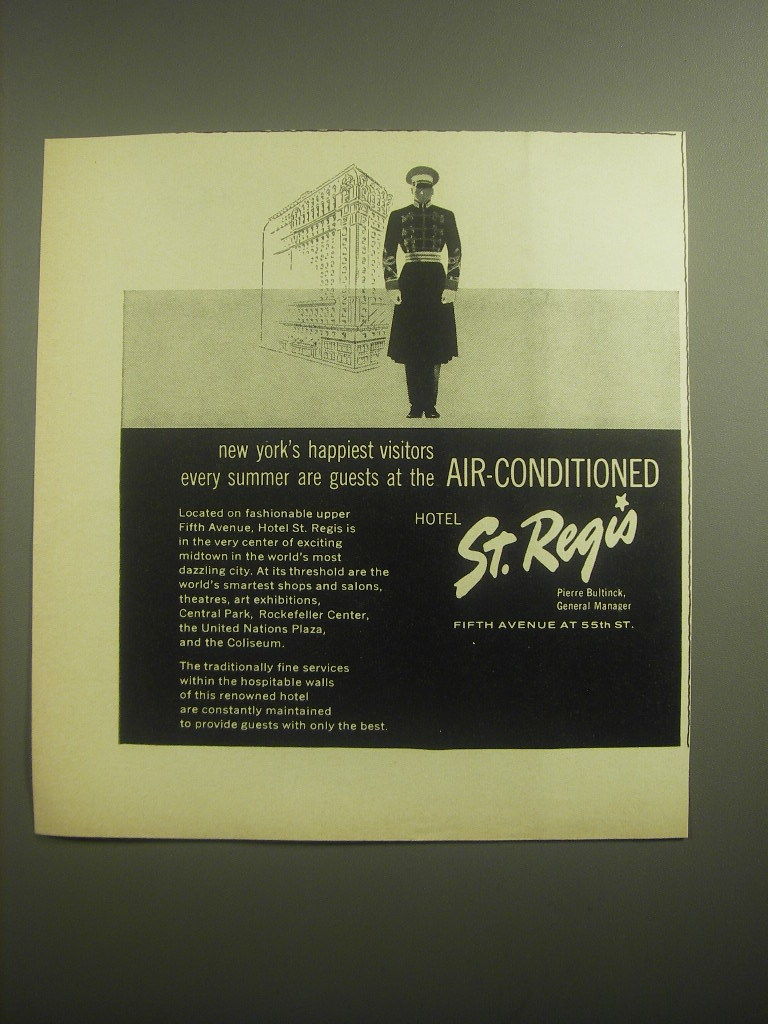 new york's happiest visitors
every summer are guests at the AIR-CONDITIONED
HOTEL St. Regis
Pierre Bultinck,
General Manager
FIFTH AVENUE AT 55th ST.
Located on fashionable upper
Fifth Avenue, Hotel St. Regis is
in the very center of exciting
midtown in the world's most
dazzling city. At its threshold are the
world's smartest shops and salons,
theatres, art exhibitions,
Central Park, Rockefeller Center,
the United Nations Plaza,
and the Coliseum.
The traditionally fine services
within the hospitable walls
of this renowned hotel
are constantly maintained
to provide guests with only the best.